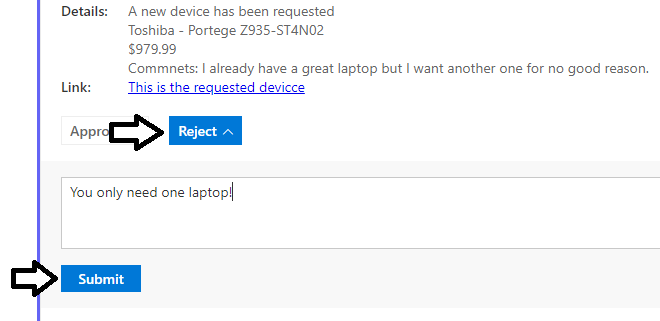 Details: A new device has been requested
Toshiba - Portege Z935-ST4N02
$979.99
Commnets: I already have a great laptop but I want another one for no good reason.
Link: This is the requested devicce
Appro Reject
You only need one laptop!
Submit